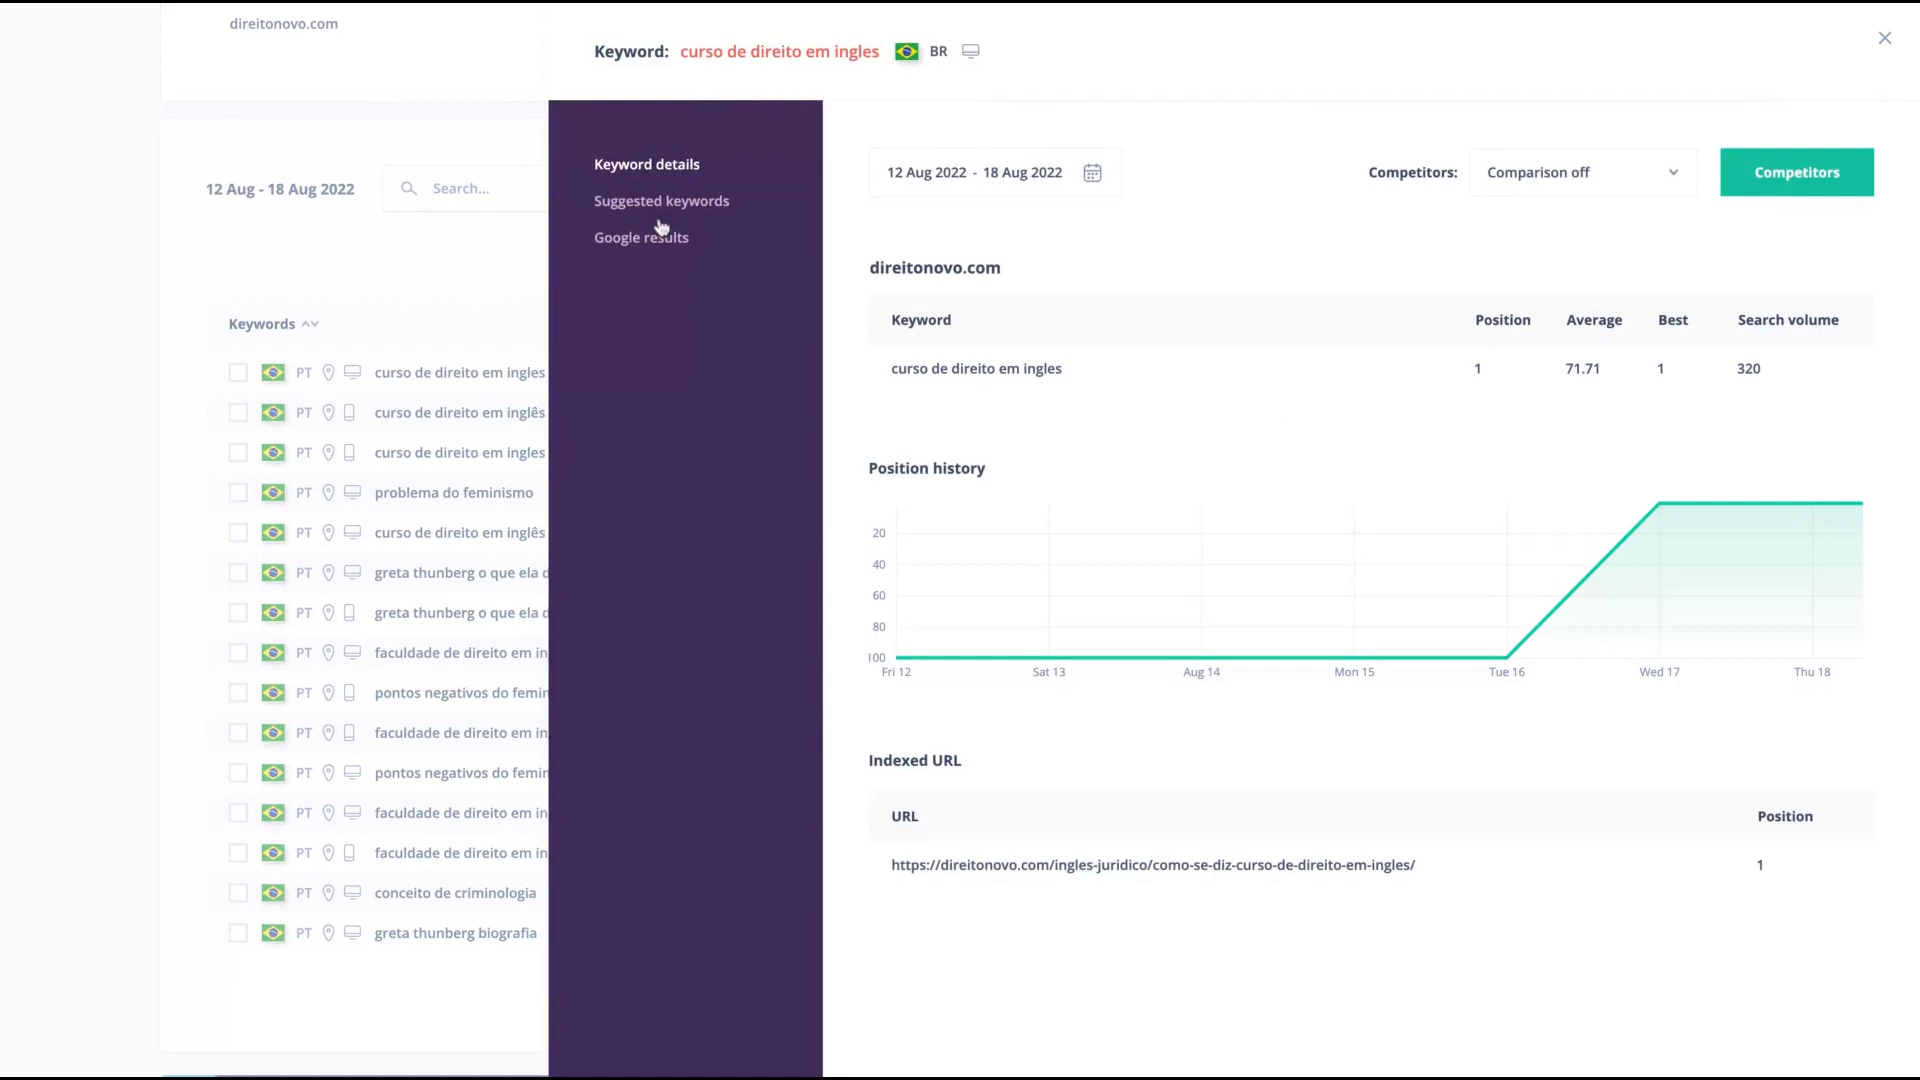 direitonovo.com
Keyword: curso de direito em ingles BR
12 Aug - 18 Aug 2022
Search...
Keywords
PT curso de direito em ingles
PT curso de direito em inglês
PT curso de direito em ingles
PT problema do feminismo
PT curso de direito em inglês
PT greta thunberg o que ela d
PT greta thunberg o que ela d
PT faculdade de direito em in
PT pontos negativos do femin
PT faculdade de direito em in
PT pontos negativos do femin
PT faculdade de direito em in
PT faculdade de direito em in
PT conceito de criminologia
PT greta thunberg biografia
Keyword details
Suggested keywords
Google results
12 Aug 2022 - 18 Aug 2022
Competitors: Comparison off
Competitors
direitonovo.com
Keyword Position Average Best Search volume
curso de direito em ingles 1 71.71 1 320
Position history
20
40
60
80
100
Fri 12 Sat 13 Aug 14 Mon 15 Tue 16 Wed 17 Thu 18
Indexed URL
URL Position
https://direitonovo.com/ingles-juridico/como-se-diz-curso-de-direito-em-ingles/ 1